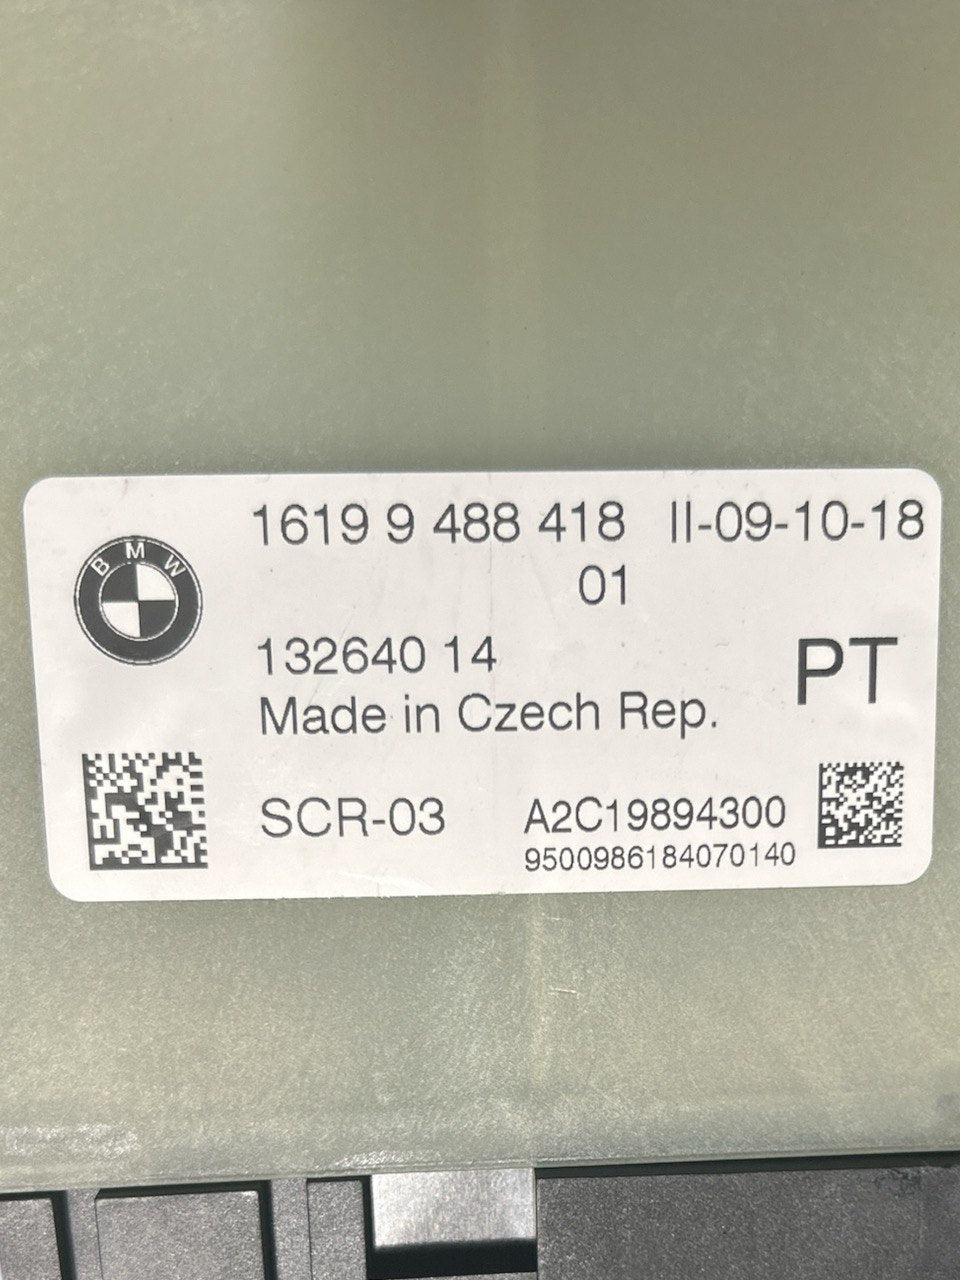 BMW
1619 9 488 418 II-09-10-18
01
132640 14
PT
Made in Czech Rep.
SCR-03 A2C19894300
9500986184070140